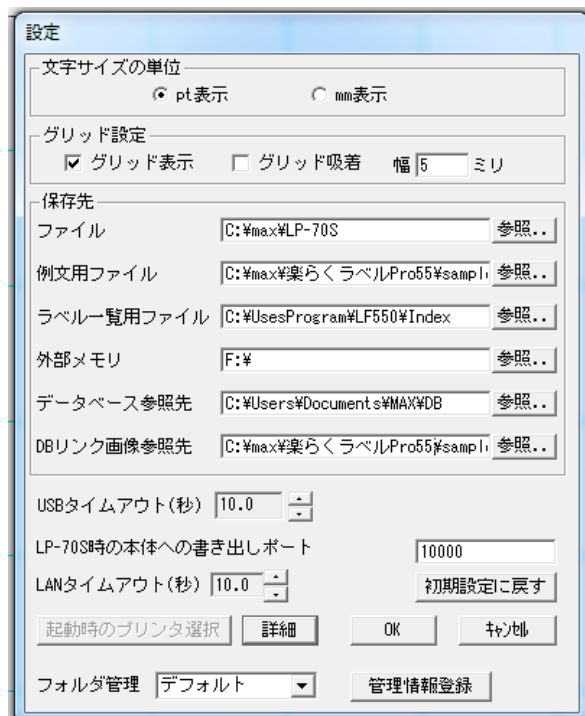 設定
文字サイズの単位
pt表示 mm表示
グリッド設定
グリッド表示 グリッド吸着 幅 5 ミリ
保存先
ファイル C:¥max¥LP-70S 参照..
例文用ファイル C:¥max¥楽らくラベルPro55¥sampl 参照..
ラベル一覧用ファイル C:¥UsesProgram¥LF550¥Index 参照..
外部メモリ F:¥ 参照..
データベース参照先 C:¥Users¥Documents¥MAX¥DB 参照..
DBリンク画像参照先 C:¥max¥楽らくラベルPro55¥sampl 参照..
USBタイムアウト(秒) 10.0
LP-70S時の本体への書き出しポート 10000
LANタイムアウト(秒) 10.0 初期設定に戻す
起動時のプリンタ選択 詳細 OK キャンセル
フォルダ管理 デフォルト 管理情報登録